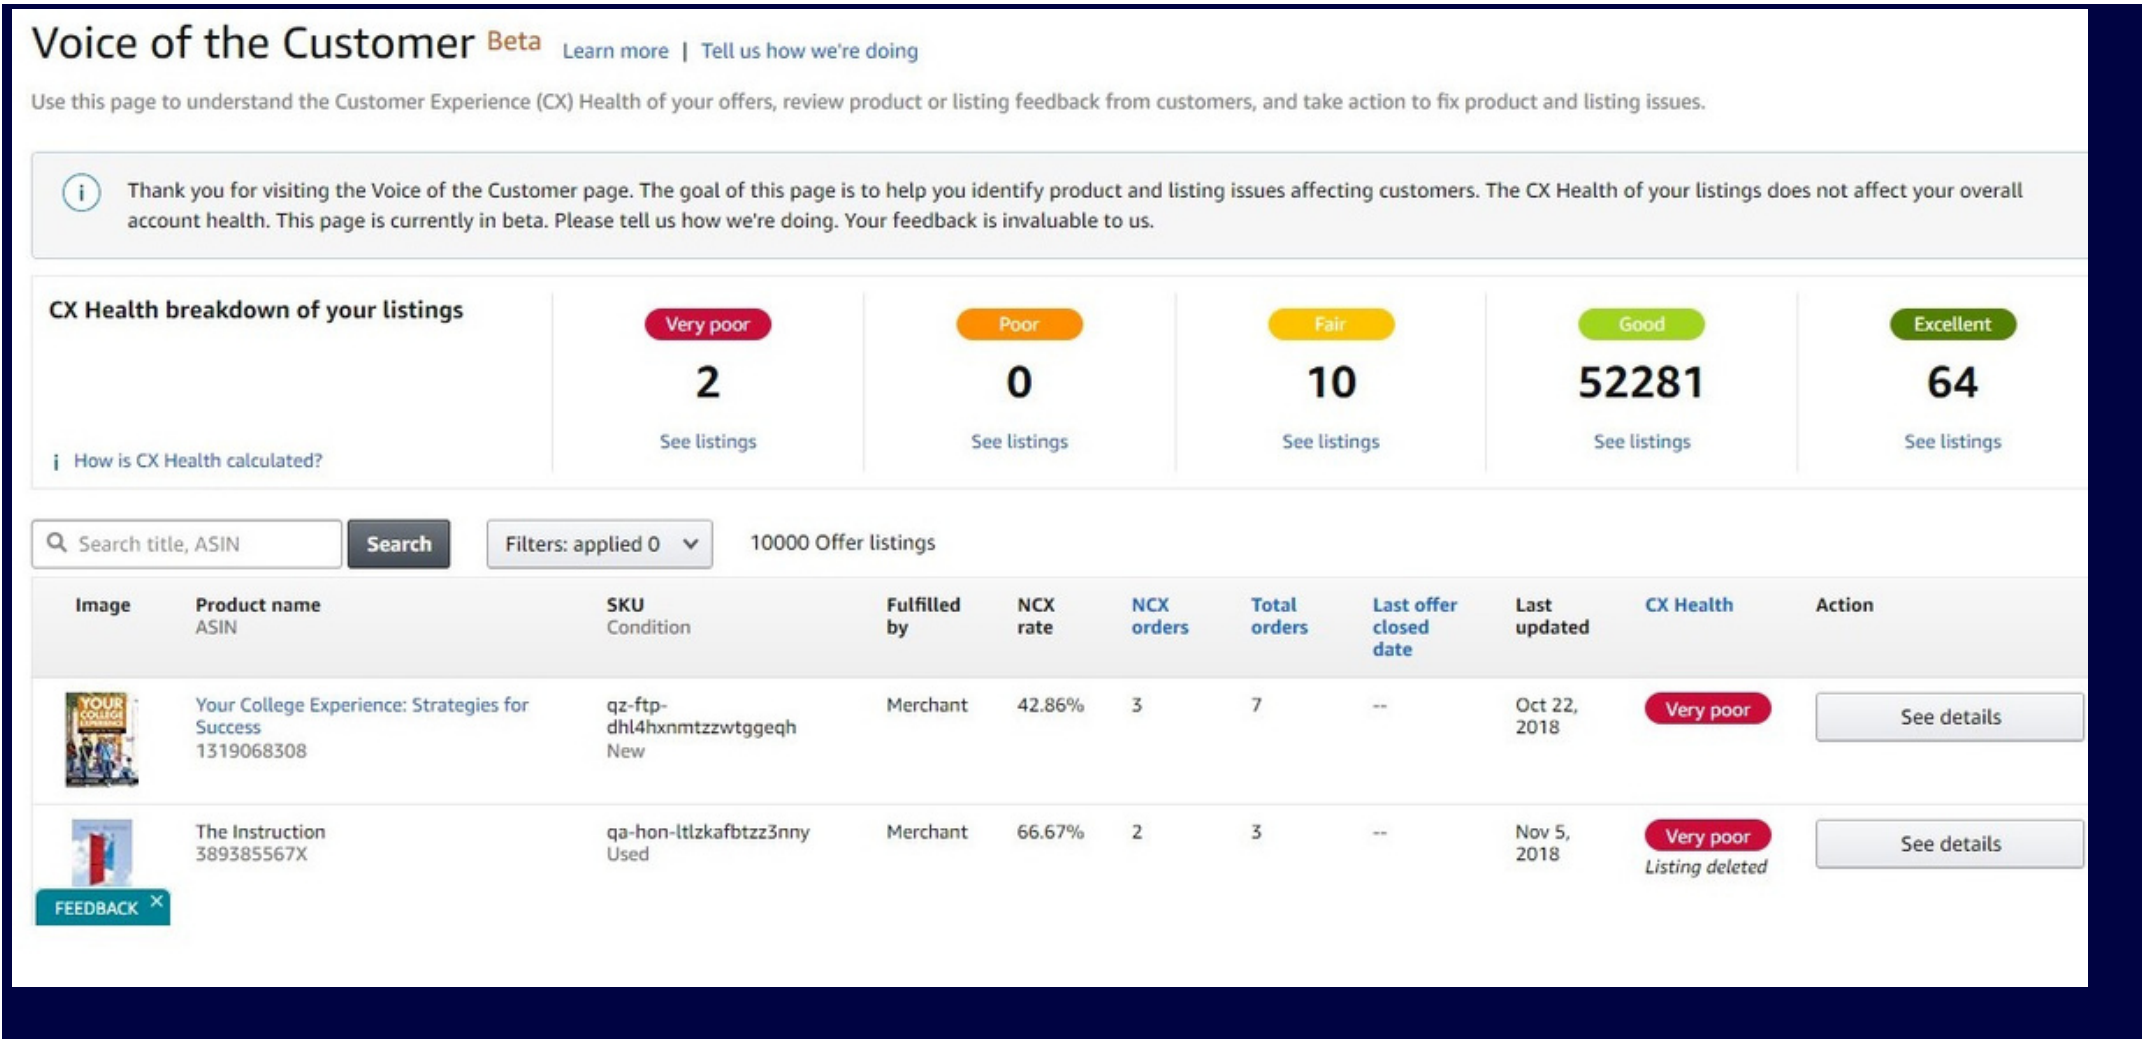 Voice of the Customer Beta Learn more | Tell us how we're doing
Use this page to understand the Customer Experience (CX) Health of your offers, review product or listing feedback from customers, and take action to fix product and listing issues.
i Thank you for visiting the Voice of the Customer page. The goal of this page is to help you identify product and listing issues affecting customers. The CX Health of your listings does not affect your overall
account health. This page is currently in beta. Please tell us how we're doing. Your feedback is invaluable to us.
CX Health breakdown of your listings
Very poor Poor Fair Good Excellent
2 0 10 52281 64
See listings See listings See listings See listings See listings
i How is CX Health calculated?
Search title, ASIN Search Filters: applied 0 10000 Offer listings
Image Product name SKU Fulfilled NCX NCX Total Last offer Last CX Health Action
ASIN Condition by rate orders orders closed updated
date
YOUR
COLLEGE
EXPERIENCE
Your College Experience: Strategies for qz-ftp- Merchant 42.86% 3 7 -- Oct 22, Very poor See details
Success dhl4hxnmtzzwtggeqh 2018
1319068308 New
The Instruction qa-hon-ltlzkafbtzz3nny Merchant 66.67% 2 3 -- Nov 5, Very poor See details
389385567X Used 2018 Listing deleted
FEEDBACK ×